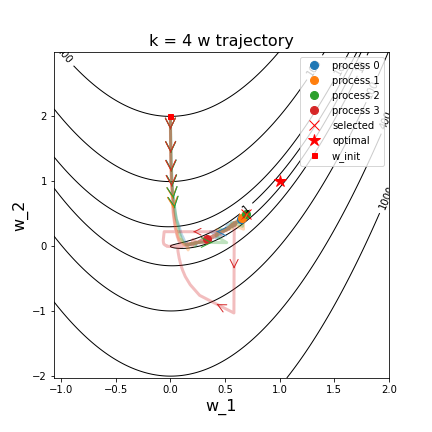 k = 4 w trajectory
process 0
process 1
process 2
process 3
selected
optimal
w_init
1000
w_2
2
1
0
−1
−2
−1.0
−0.5
0.0
0.5
1.0
1.5
2.0
w_1